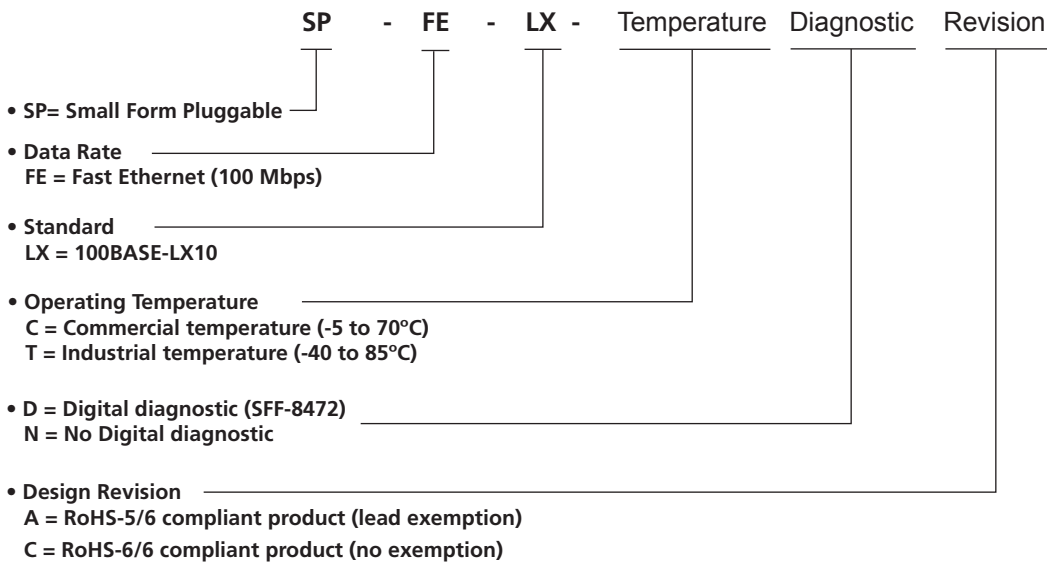 SP - FE - LX - Temperature Diagnostic Revision
• SP= Small Form Pluggable
• Data Rate
FE = Fast Ethernet (100 Mbps)
• Standard
LX = 100BASE-LX10
• Operating Temperature
C = Commercial temperature (-5 to 70ºC)
T = Industrial temperature (-40 to 85ºC)
• D = Digital diagnostic (SFF-8472)
N = No Digital diagnostic
• Design Revision
A = RoHS-5/6 compliant product (lead exemption)
C = RoHS-6/6 compliant product (no exemption)